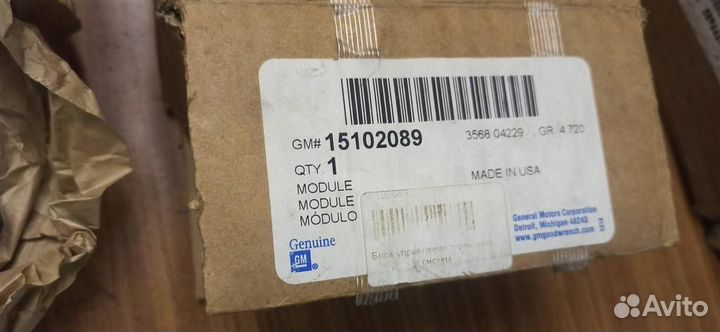 GM# 15102089 3568 04229 GR. 4.720
QTY. 1 MADE IN USA
MODULE
MODULE
MÓDULO
Genuine
GM
General Motors Corporation
Detroit, Michigan 48243
www.gmgoodwrench.com
Блок управления
систем
Avito